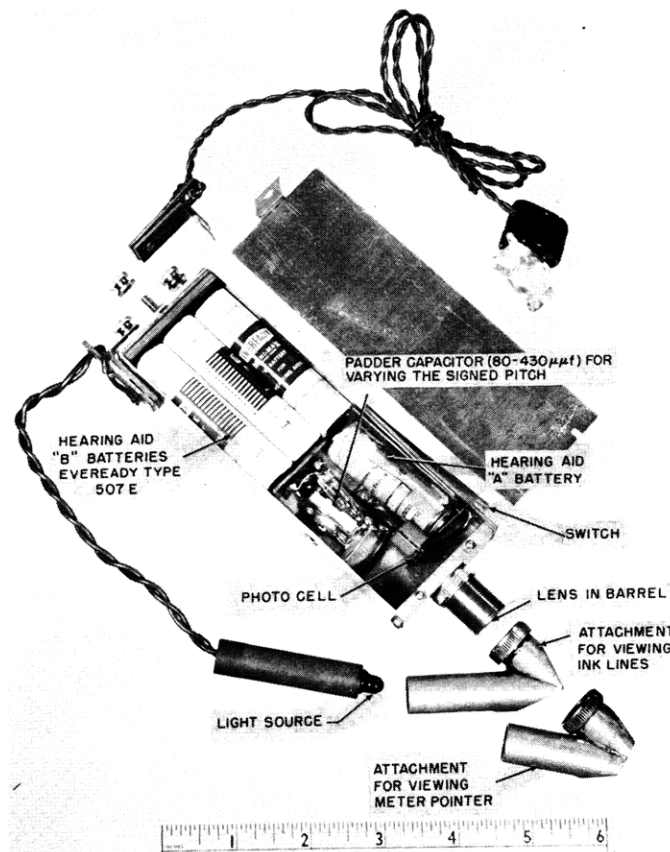 PADDER CAPACITOR (80-430μμf) FOR
VARYING THE SIGNED PITCH
HEARING AID
"B" BATTERIES
EVEREADY TYPE
507 E
HEARING AID
"A" BATTERY
SWITCH
PHOTO CELL
LENS IN BARREL
ATTACHMENT
FOR VIEWING
INK LINES
LIGHT SOURCE
ATTACHMENT
FOR VIEWING
METER POINTER
1 2 3 4 5 6